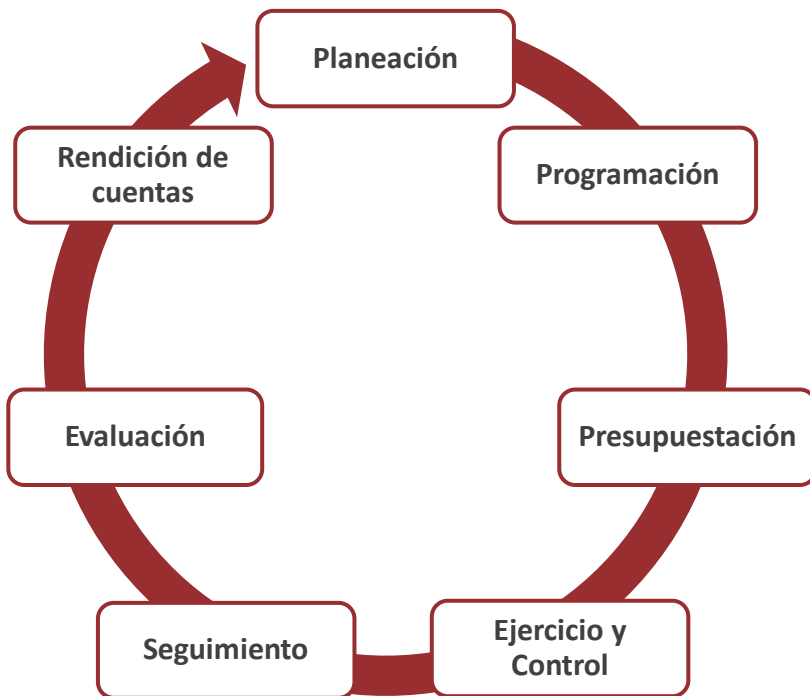 Planeación
Programación
Presupuestación
Ejercicio y
Control
Seguimiento
Evaluación
Rendición de
cuentas